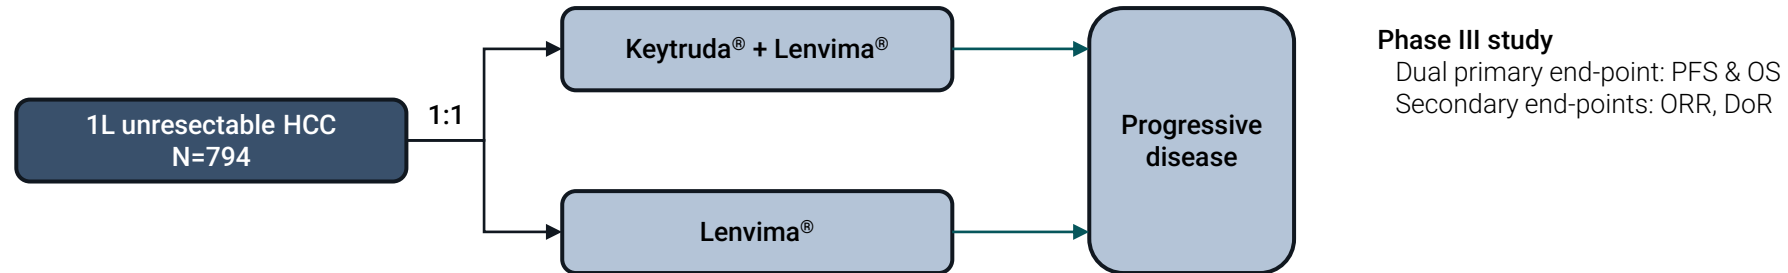 1L unresectable HCC
N=794
1:1
Keytruda® + Lenvima®
Lenvima®
Progressive
disease
Phase III study
Dual primary end-point: PFS & OS
Secondary end-points: ORR, DoR